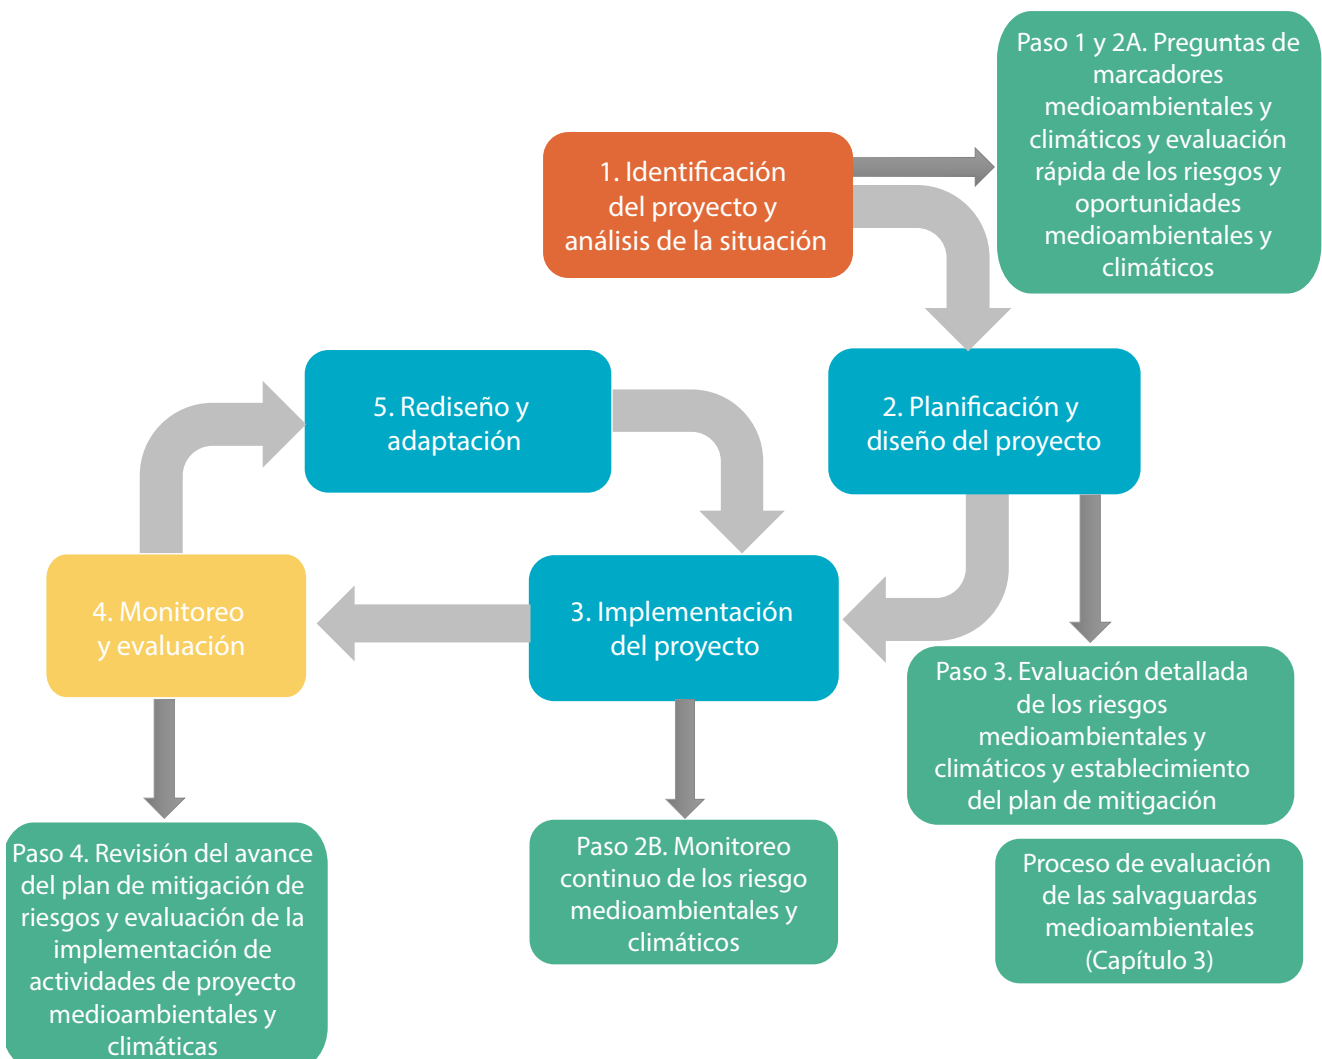 Paso 1 y 2A. Preguntas de
marcadores
medioambientales y
climáticos y evaluación
rápida de los riesgos y
oportunidades
medioambientales y
climáticos
1. Identificación
del proyecto y
análisis de la situación
5. Rediseño y
adaptación
2. Planificación y
diseño del proyecto
4. Monitoreo
y evaluación
3. Implementación
del proyecto
Paso 3. Evaluación detallada
de los riesgos
medioambientales y
climáticos y establecimiento
del plan de mitigación
Paso 4. Revisión del avance
del plan de mitigación de
riesgos y evaluación de la
implementación de
actividades de proyecto
medioambientales y
climáticas
Paso 2B. Monitoreo
continuo de los riesgo
medioambientales y
climáticos
Proceso de evaluación
de las salvaguardas
medioambientales
(Capítulo 3)